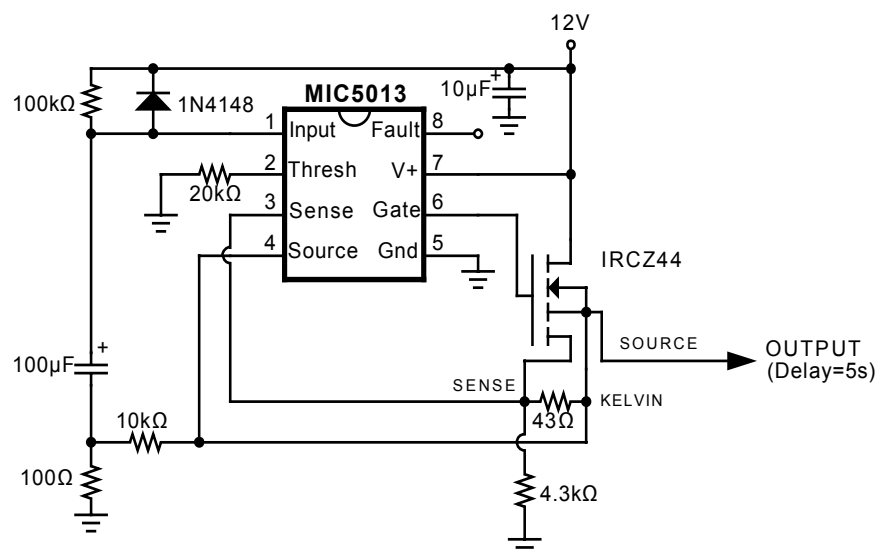 12V
100kΩ
1N4148
10µF
+
MIC5013
1
Input
Fault
8
2
Thresh
V+
7
20kΩ
3
Sense
Gate
6
4
Source
Gnd
5
IRCZ44
SOURCE
OUTPUT
(Delay=5s)
100µF
+
SENSE
KELVIN
43Ω
10kΩ
100Ω
4.3kΩ